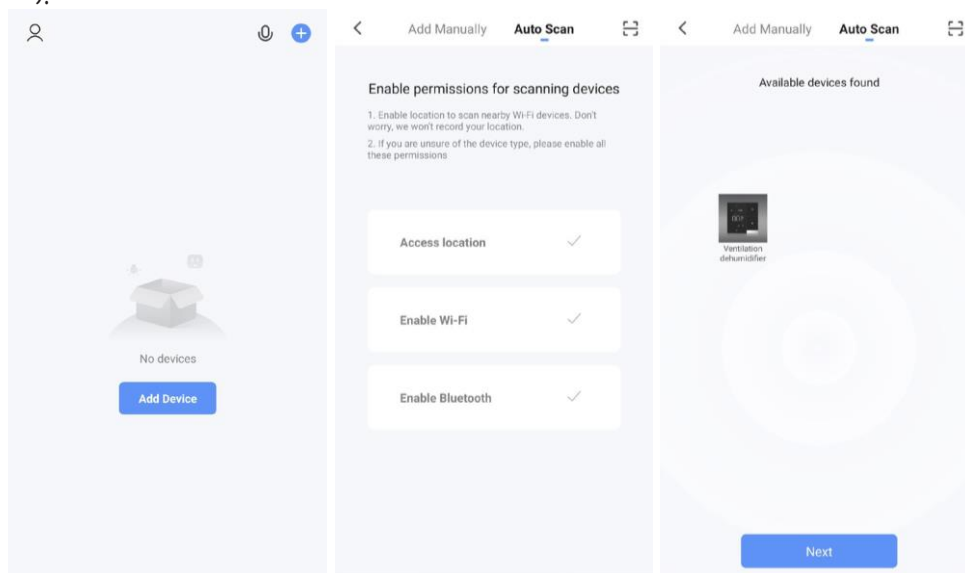 No devices
Add Device
Add Manually Auto Scan
Enable permissions for scanning devices
1. Enable location to scan nearby Wi-Fi devices. Don't
worry, we won't record your location.
2. If you are unsure of the device type, please enable all
these permissions
Access location
Enable Wi-Fi
Enable Bluetooth
Add Manually Auto Scan
Available devices found
Ventilation
dehumidifier
Next